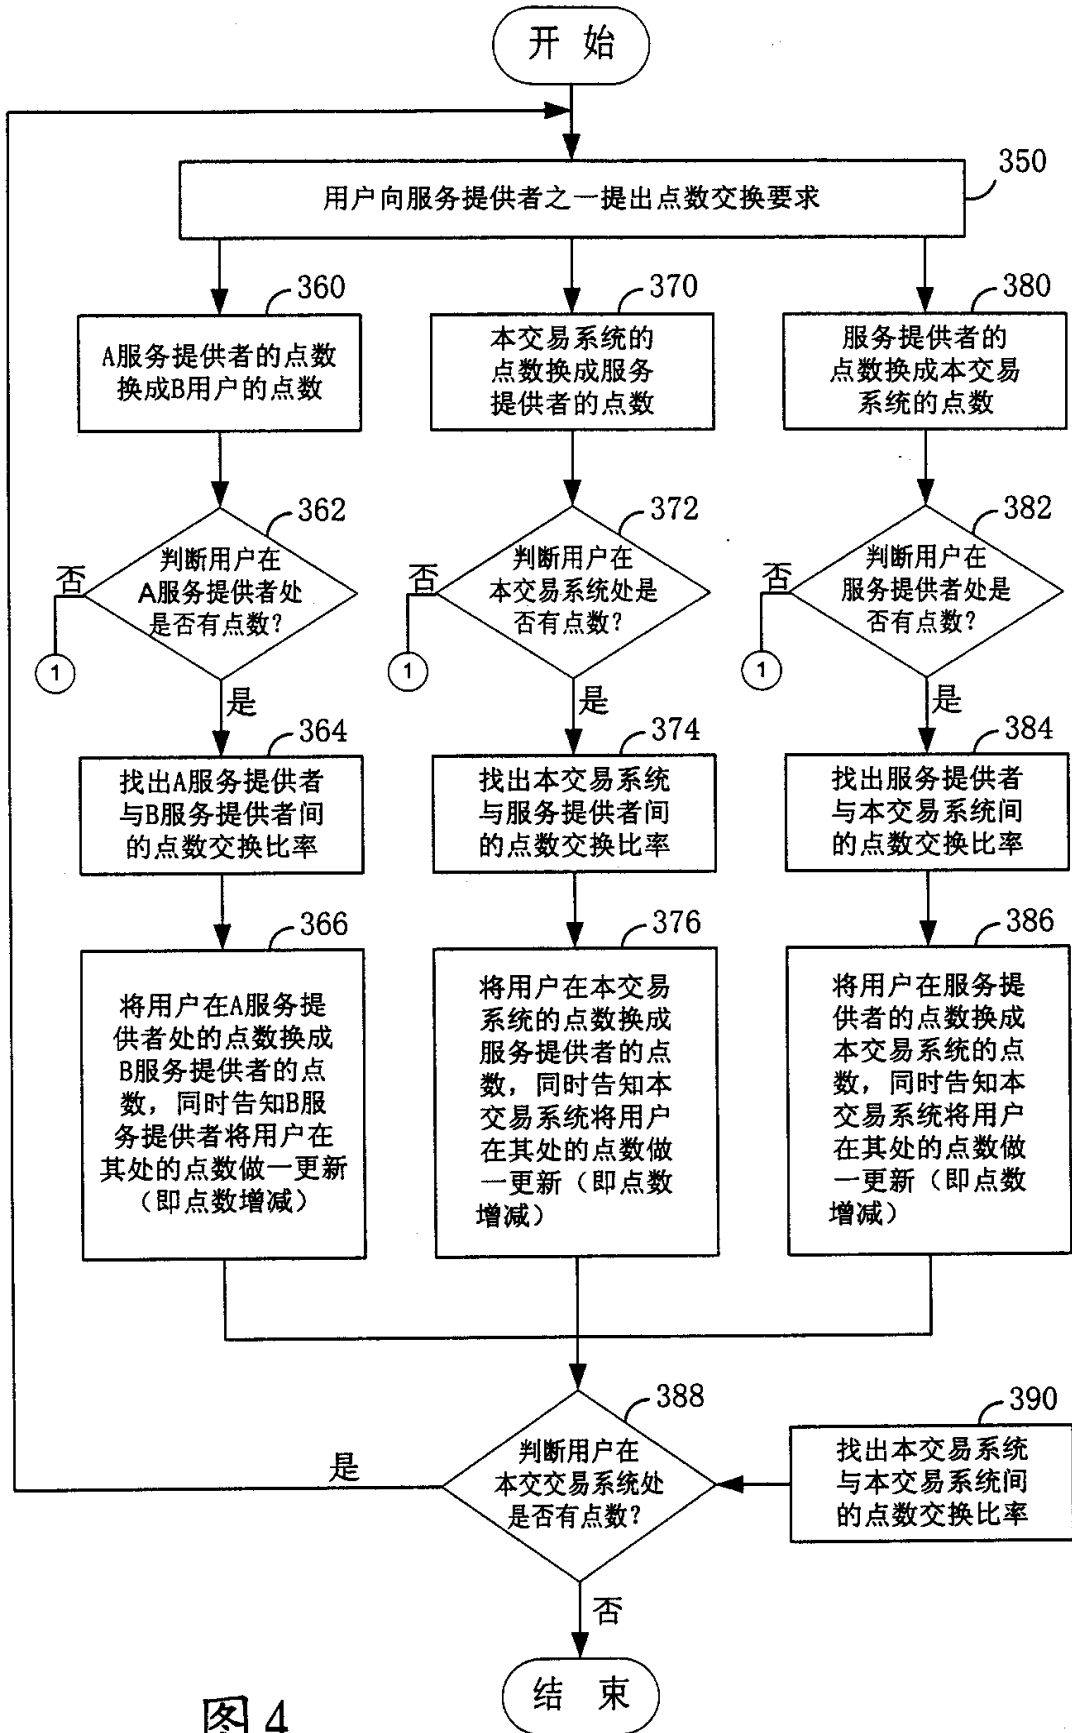 开 始
用户向服务提供者之一提出点数交换要求
350
360
370
380
A服务提供者的点数
换成B用户的点数
本交易系统的
点数换成服务
提供者的点数
服务提供者的
点数换成本交易
系统的点数
362
372
382
判断用户在
A服务提供者处
是否有点数?
判断用户在
本交易系统处是
否有点数?
判断用户在
服务提供者处是
否有点数?
否
否
否
1
1
1
是
是
是
364
374
384
找出A服务提供者
与B服务提供者间
的点数交换比率
找出本交易系统
与服务提供者间
的点数交换比率
找出服务提供者
与本交易系统间
的点数交换比率
366
376
386
将用户在A服务提
供者处的点数换成
B服务提供者的点
数，同时告知B服
务提供者将用户在
其处的点数做一更新
（即点数增减）
将用户在本交易
系统的点数换成
服务提供者的点
数，同时告知本
交易系统将用户
在其处的点数做
一更新（即点数
增减）
将用户在服务提
供者的点数换成
本交易系统的点
数，同时告知本
交易系统将用户
在其处的点数做
一更新（即点数
增减）
388
390
判断用户在
本交交易系统处
是否有点数?
找出本交易系统
与本交易系统间
的点数交换比率
是
否
结 束
图4